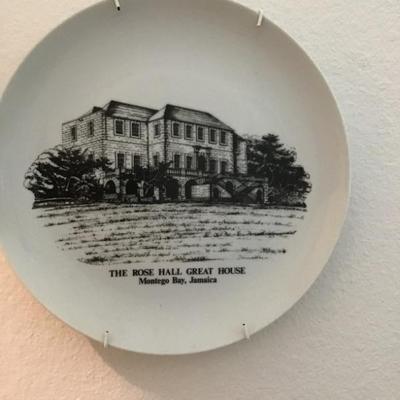 THE ROSE HALL GREAT HOUSE
Montego Bay, Jamaica